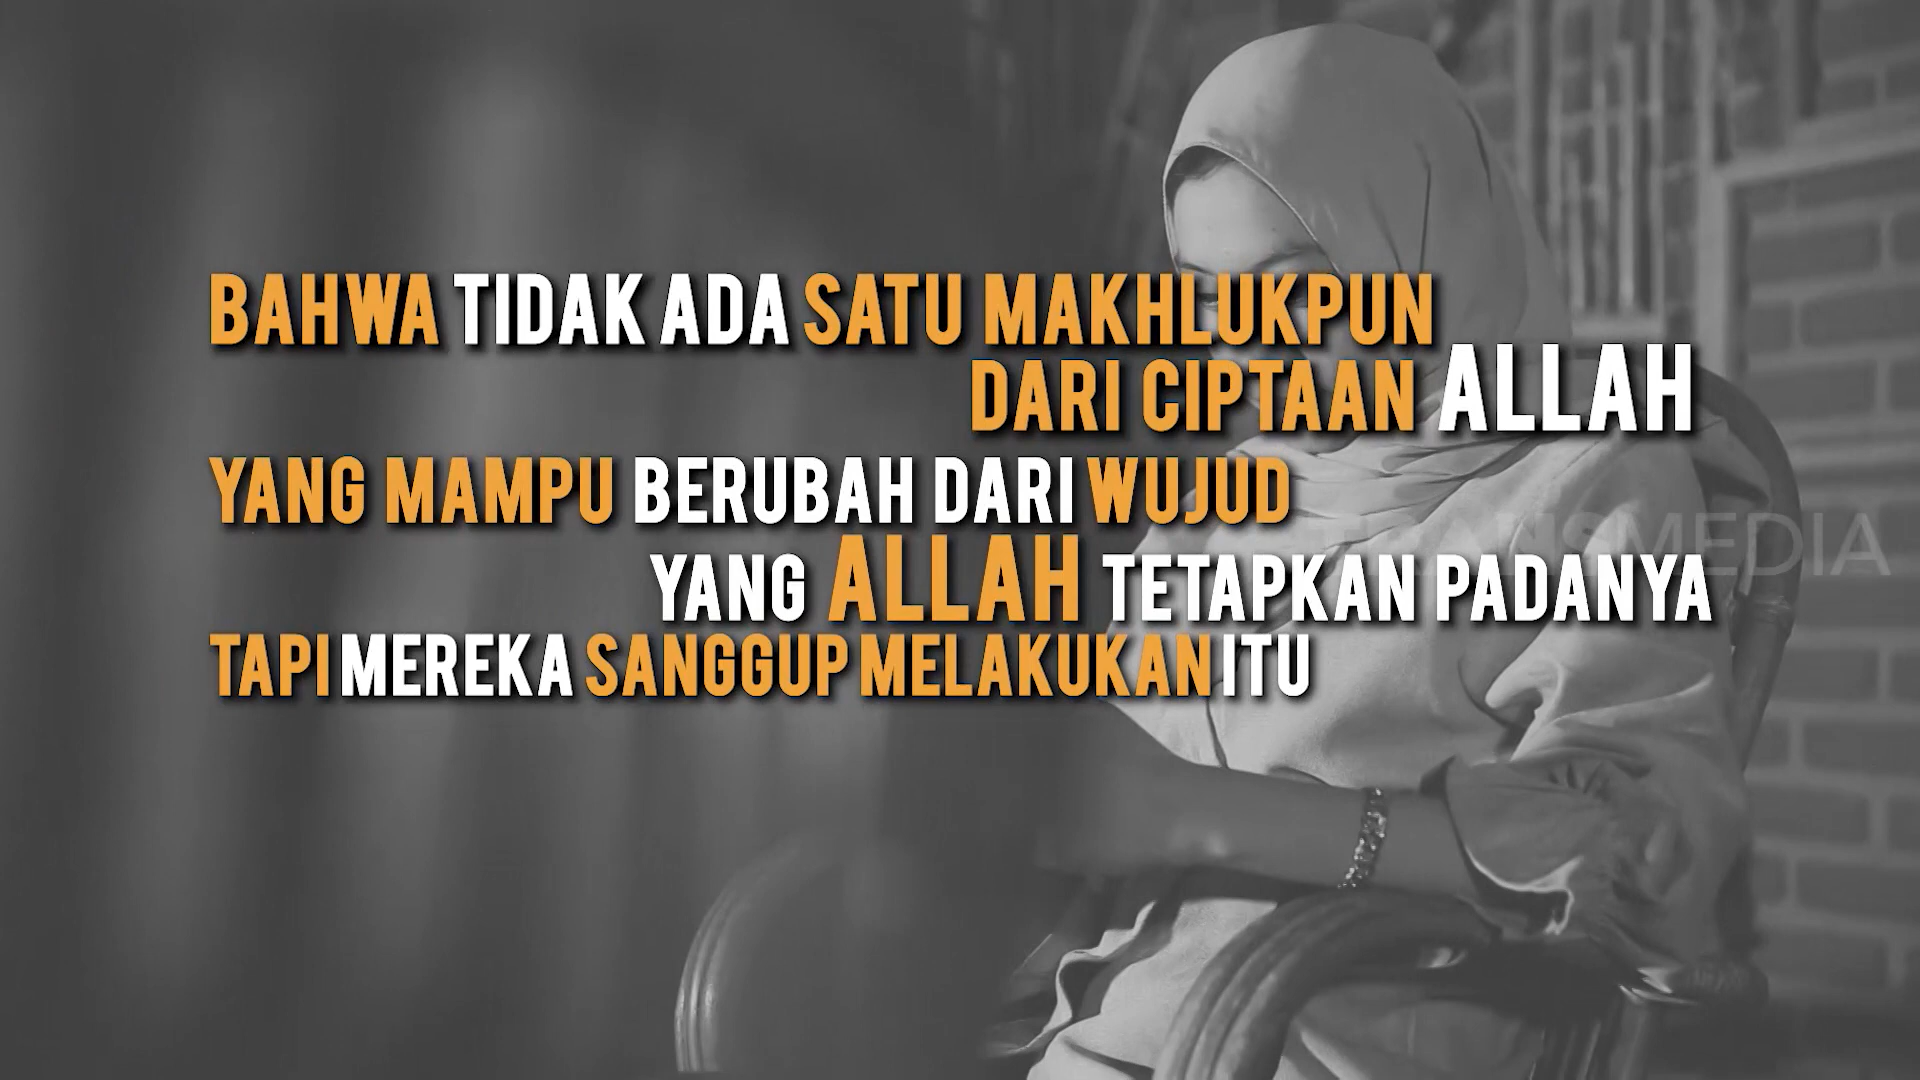 BAHWA TIDAK ADA SATU MAKHLUKPUN
DARI CIPTAAN ALLAH
YANG MAMPU BERUBAH DARI WUJUD
TRANSMEDIA
YANG ALLAH TETAPKAN PADANYA
TAPI MEREKA SANGGUP MELAKUKAN ITU